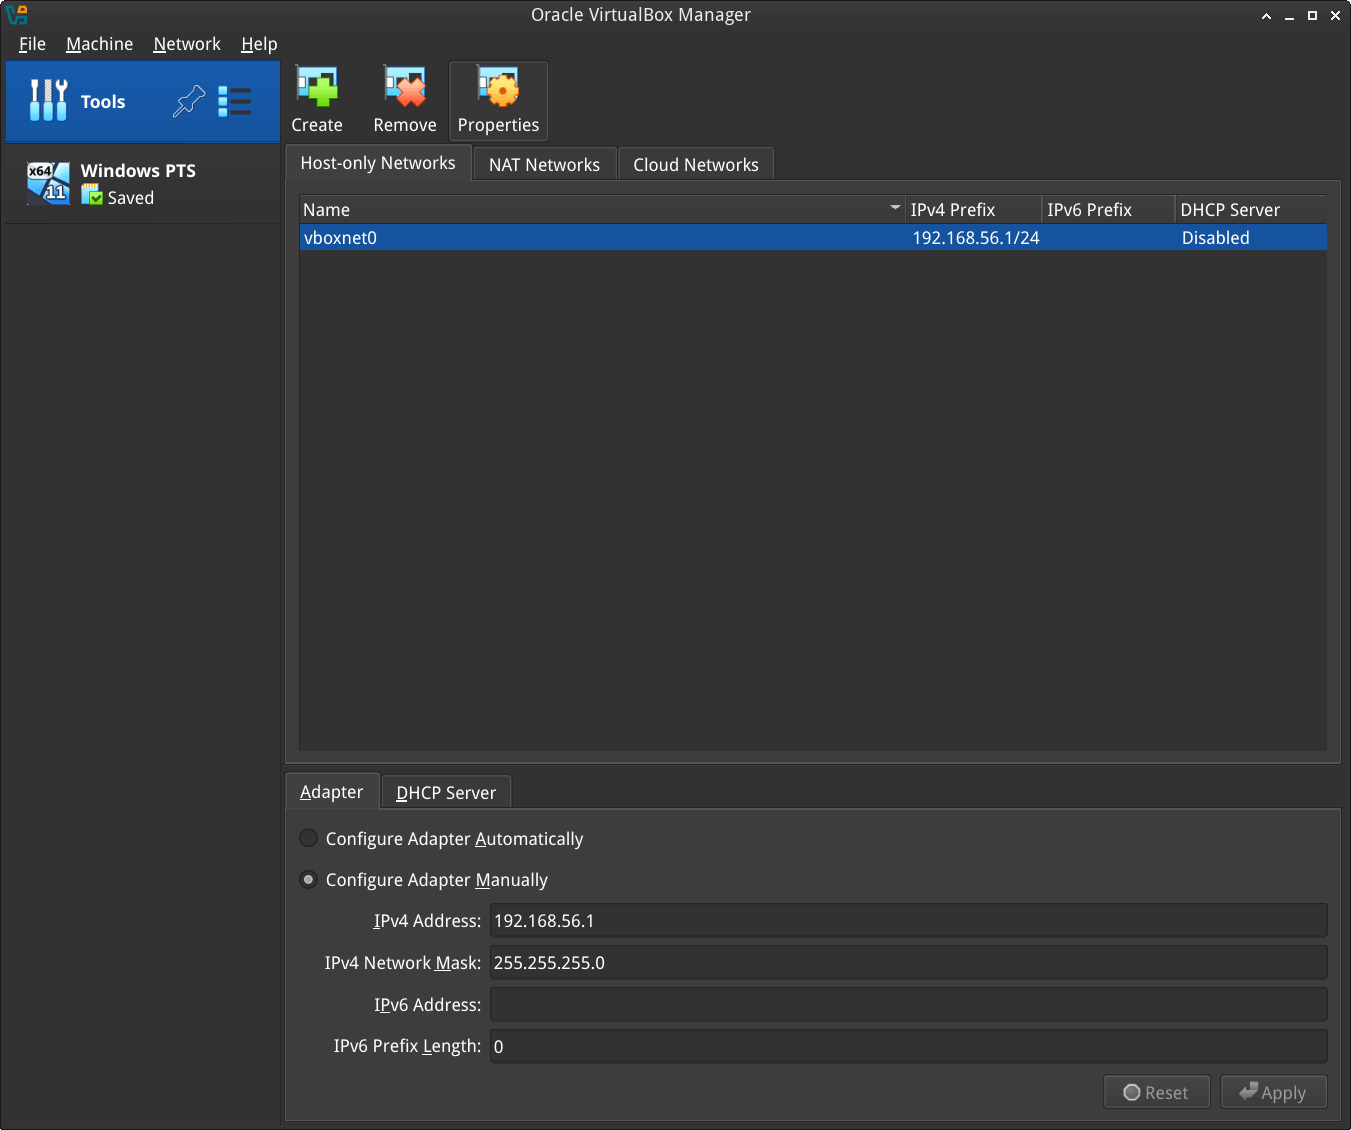 Oracle VirtualBox Manager
File Machine Network Help
Tools
Create Remove Properties
Windows PTS
Saved
x64
11
Host-only Networks NAT Networks Cloud Networks
Name IPv4 Prefix IPv6 Prefix DHCP Server
vboxnet0 192.168.56.1/24 Disabled
Adapter DHCP Server
Configure Adapter Automatically
Configure Adapter Manually
IPv4 Address: 192.168.56.1
IPv4 Network Mask: 255.255.255.0
IPv6 Address:
IPv6 Prefix Length: 0
Reset Apply